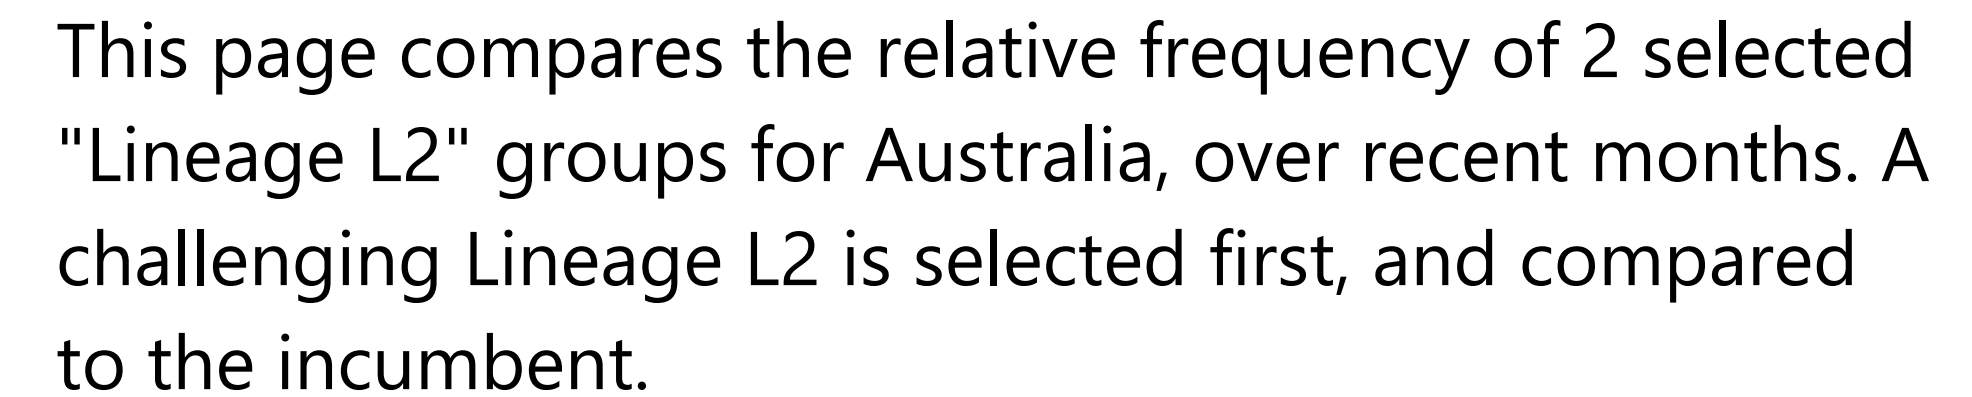 This page compares the relative frequency of 2 selected
"Lineage L2" groups for Australia, over recent months. A
challenging Lineage L2 is selected first, and compared
to the incumbent.